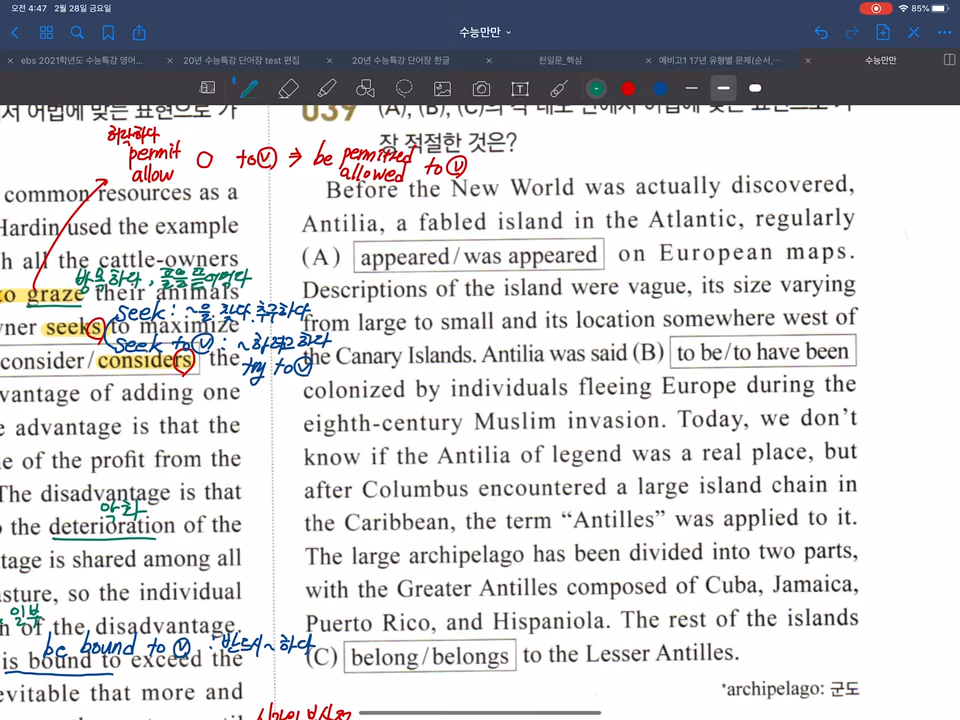 오전 4:47 2월 28일 금요일
85%
수능만만
ebs 2021학년도 수능특강 영어...
20년 수능특강 단어장 test 편집
20년 수능특강 단어장 한글
천일문_핵심
예비고1 17년 유형별 문제(순서,...
수능만만
서 어법에 맞는 표현으로 가
허락하다
permit
allow
O to ⓥ ⇒ be permitted
allowed to ⓥ
common resources as a
Hardin used the example
h all the cattle-owners
방목하다, 풀을 뜯어먹다
to graze their animals
seek : ~을 찾다, 추구하다
wner seeks to maximize
seek to ⓥ : ~하려고 하다
consider / considers the
try to ⓥ
vantage of adding one
e advantage is that the
le of the profit from the
The disadvantage is that
악화
o the deterioration of the
tage is shared among all
asture, so the individual
일부
n of the disadvantage.
be bound to ⓥ : 반드시 ~하다
is bound to exceed the
evitable that more and
039
잘 적절한 것은?
Before the New World was actually discovered,
Antilia, a fabled island in the Atlantic, regularly
(A) appeared / was appeared on European maps.
Descriptions of the island were vague, its size varying
from large to small and its location somewhere west of
the Canary Islands. Antilia was said (B) to be / to have been
colonized by individuals fleeing Europe during the
eighth-century Muslim invasion. Today, we don't
know if the Antilia of legend was a real place, but
after Columbus encountered a large island chain in
the Caribbean, the term “Antilles” was applied to it.
The large archipelago has been divided into two parts,
with the Greater Antilles composed of Cuba, Jamaica,
Puerto Rico, and Hispaniola. The rest of the islands
(C) belong / belongs to the Lesser Antilles.
*archipelago: 군도